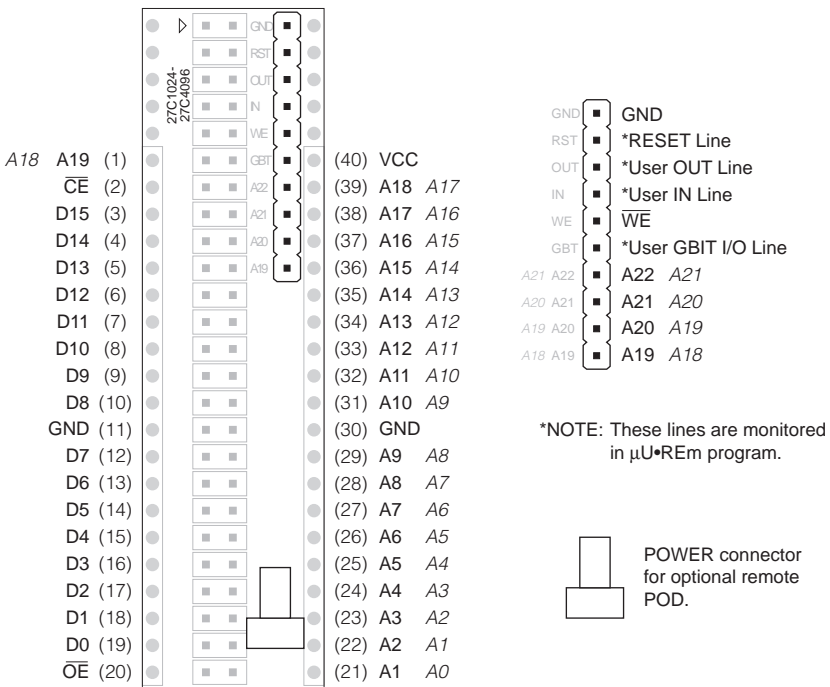 GND
RST
OUT
IN
WE
GBT
A22
A21
A20
A19
27C1024-
27C4096
A18 A19 (1)
CE (2)
D15 (3)
D14 (4)
D13 (5)
D12 (6)
D11 (7)
D10 (8)
D9 (9)
D8 (10)
GND (11)
D7 (12)
D6 (13)
D5 (14)
D4 (15)
D3 (16)
D2 (17)
D1 (18)
D0 (19)
OE (20)
(40) VCC
(39) A18 A17
(38) A17 A16
(37) A16 A15
(36) A15 A14
(35) A14 A13
(34) A13 A12
(33) A12 A11
(32) A11 A10
(31) A10 A9
(30) GND
(29) A9 A8
(28) A8 A7
(27) A7 A6
(26) A6 A5
(25) A5 A4
(24) A4 A3
(23) A3 A2
(22) A2 A1
(21) A1 A0
GND GND
RST *RESET Line
OUT *User OUT Line
IN *User IN Line
WE WE
GBT *User GBIT I/O Line
A21 A22 A22 A21
A20 A21 A21 A20
A19 A20 A20 A19
A18 A19 A19 A18
*NOTE: These lines are monitored
in µU•REm program.
POWER connector
for optional remote
POD.